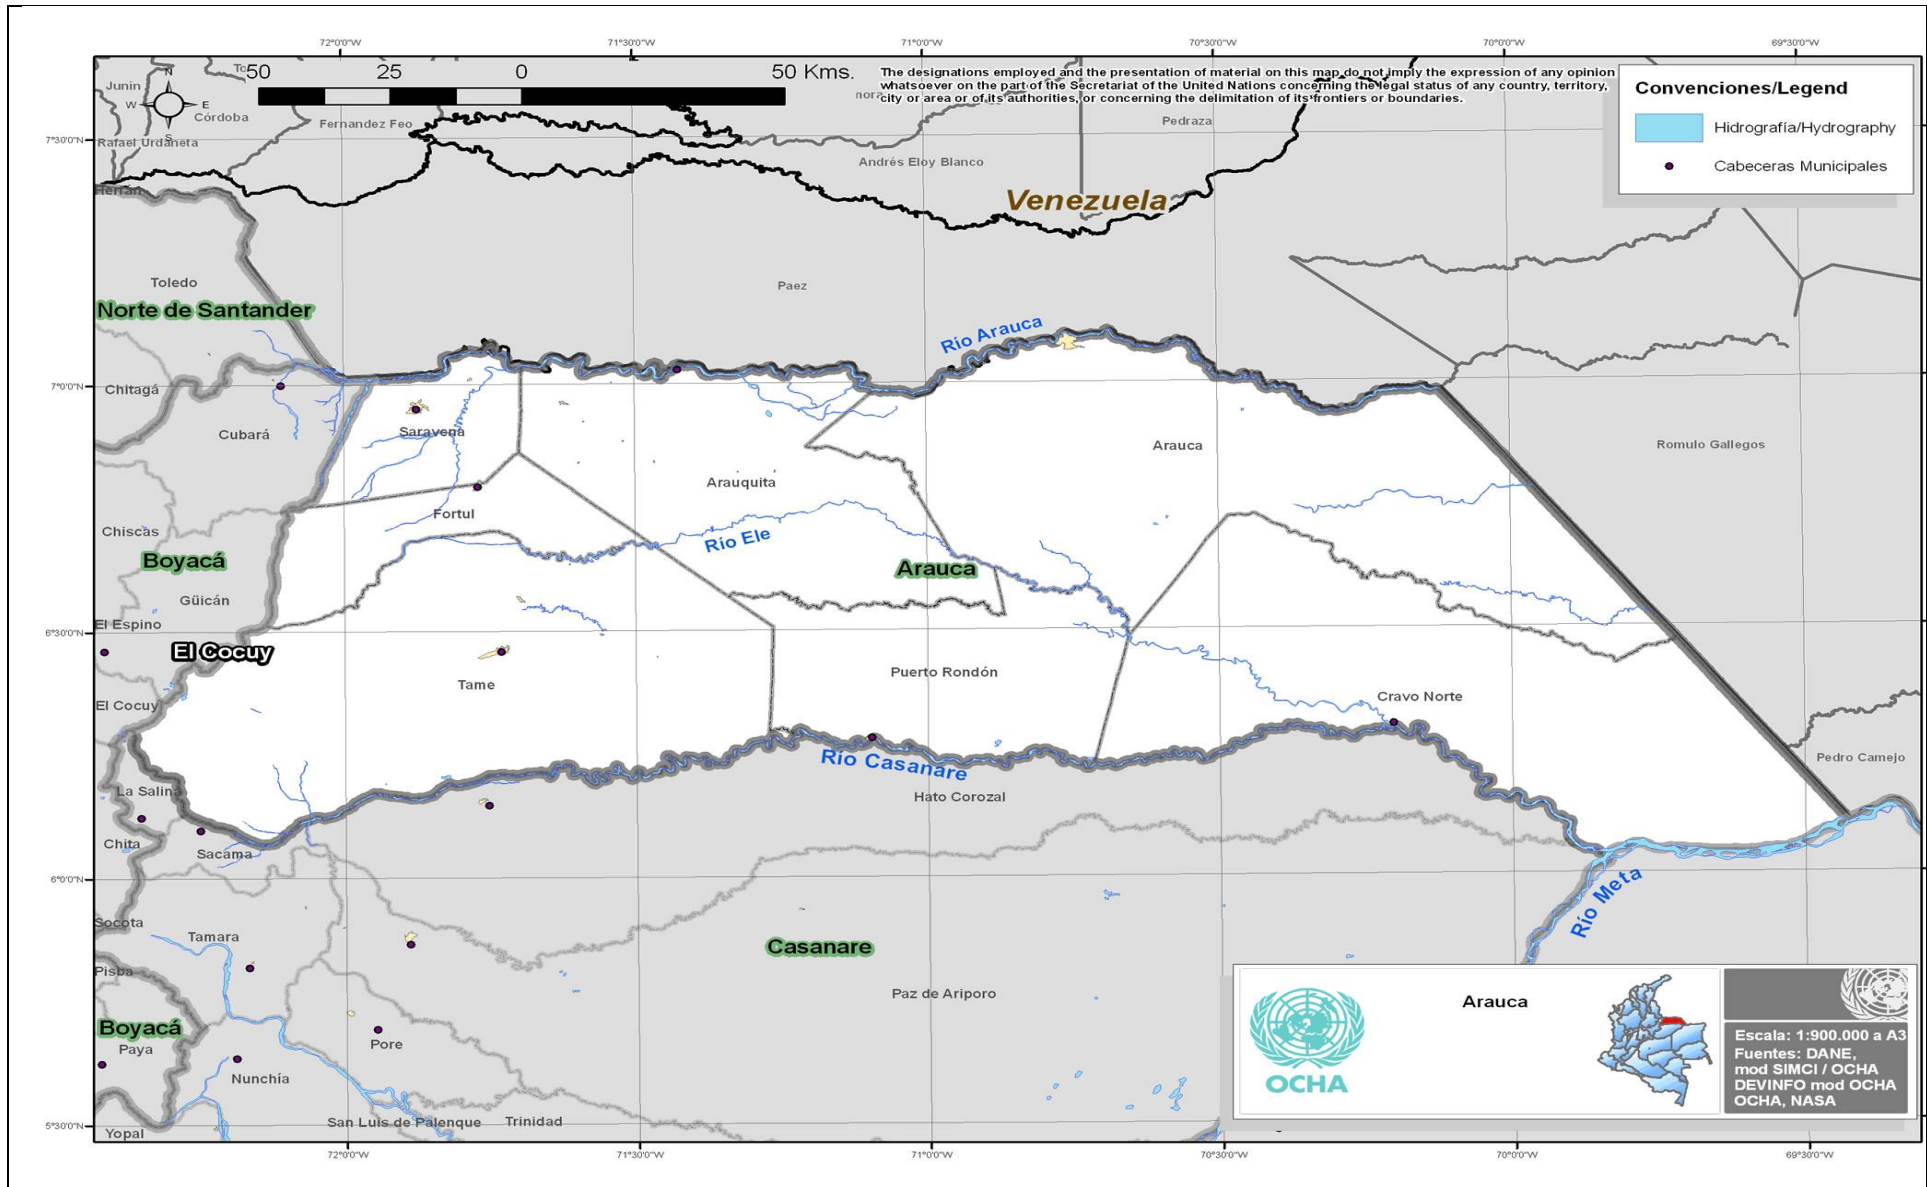 72°0'0"W
71°30'0"W
71°0'0"W
70°30'0"W
70°0'0"W
69°30'0"W
50
25
0
50 Kms.
The designations employed and the presentation of material on this map do not imply the expression of any opinion
whatsoever on the part of the Secretariat of the United Nations concerning the legal status of any country, territory,
city or area or of its authorities, or concerning the delimitation of its frontiers or boundaries.
Convenciones/Legend
Hidrografía/Hydrography
Cabeceras Municipales
N
W
E
S
Junin
Córdoba
Rafael Urdaneta
Fernandez Feo
Pedraza
Andrés Eloy Blanco
7°30'0"N
Herrán
Venezuela
Toledo
Paez
Norte de Santander
Río Arauca
7°0'0"N
Chitagá
Cubará
Saravena
Arauca
Romulo Gallegos
Arauquita
Fortul
Chiscas
Río Ele
Boyacá
Arauca
Güicán
El Espino
6°30'0"N
El Cocuy
Puerto Rondón
Tame
Cravo Norte
El Cocuy
Río Casanare
Pedro Camejo
La Salina
Hato Corozal
Chita
Sacama
6°0'0"N
Río Meta
Socota
Tamara
Casanare
Pisba
Paz de Ariporo
Boyacá
Paya
Pore
Nunchía
San Luis de Palenque
Trinidad
5°30'0"N
Yopal
OCHA
Arauca
Escala: 1:900.000 a A3
Fuentes: DANE,
mod SIMCI / OCHA
DEVINFO mod OCHA
OCHA, NASA
72°0'0"W
71°30'0"W
71°0'0"W
70°30'0"W
70°0'0"W
69°30'0"W